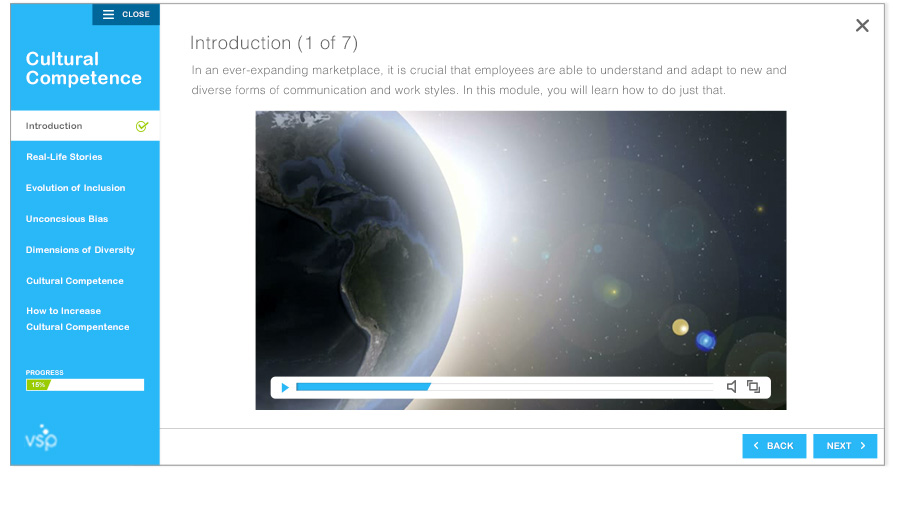 CLOSE
Cultural
Competence
Introduction
Real-Life Stories
Evolution of Inclusion
Unconcsious Bias
Dimensions of Diversity
Cultural Competence
How to Increase
Cultural Compentence
PROGRESS
15%
vsp
Introduction (1 of 7)
In an ever-expanding marketplace, it is crucial that employees are able to understand and adapt to new and
diverse forms of communication and work styles. In this module, you will learn how to do just that.
BACK
NEXT